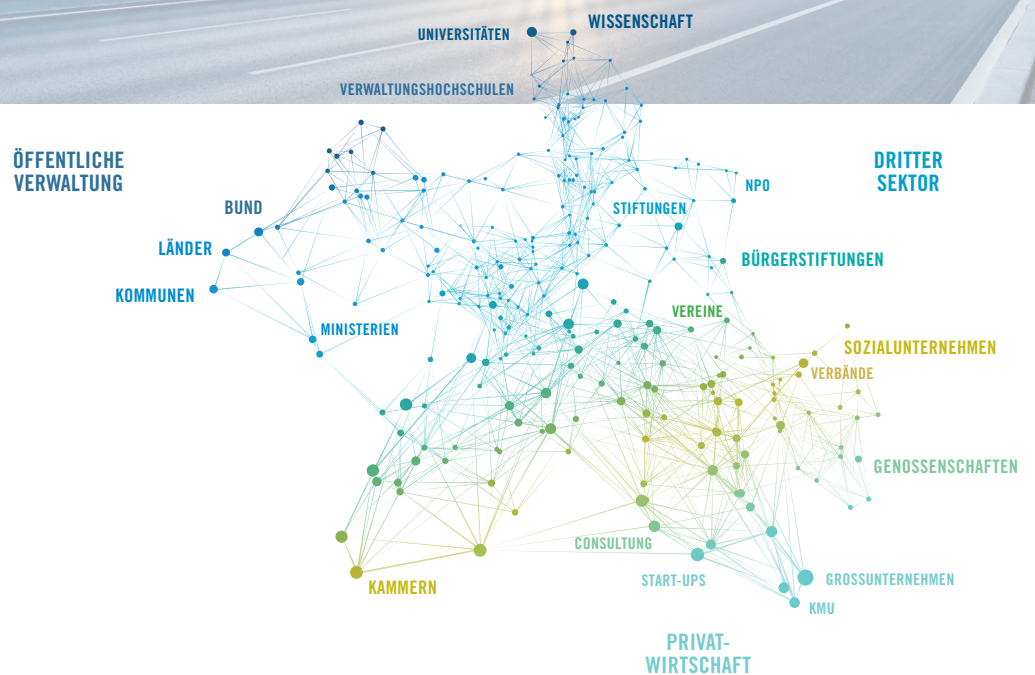 WISSENSCHAFT
UNIVERSITÄTEN
VERWALTUNGSHOCHSCHULEN
ÖFFENTLICHE
VERWALTUNG
DRITTER
SEKTOR
NPO
BUND
STIFTUNGEN
LÄNDER
BÜRGERSTIFTUNGEN
KOMMUNEN
VEREINE
MINISTERIEN
SOZIALUNTERNEHMEN
VERBÄNDE
GENOSSENSCHAFTEN
CONSULTUNG
START-UPS
GROSSUNTERNEHMEN
KAMMERN
KMU
PRIVAT-
WIRTSCHAFT